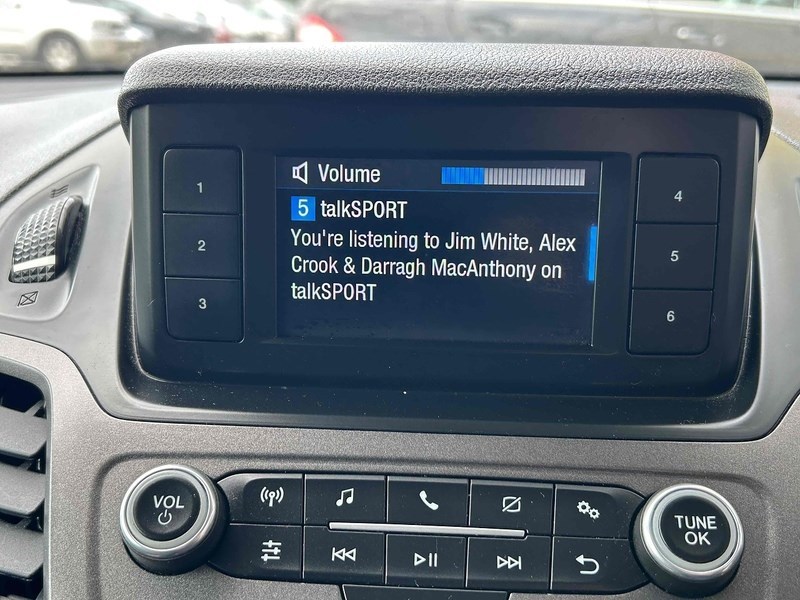 Volume
5 talkSPORT
You're listening to Jim White, Alex
Crook & Darragh MacAnthony on
talkSPORT
1
2
3
4
5
6
VOL
TUNE
OK